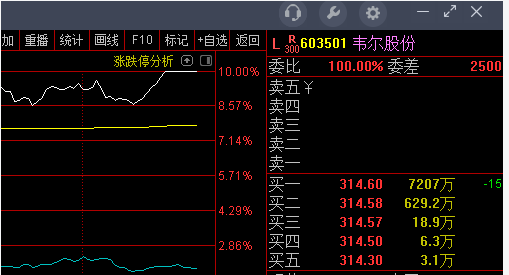 加 重播 统计 画线 F10 标记 +自选 返回
L R 300 603501 韦尔股份
涨跌停分析
委比 100.00% 委差 2500
10.00%
8.57%
7.14%
5.71%
4.29%
2.86%
卖五 ¥
卖四
卖三
卖二
卖一
买一 314.60 7207万 -15
买二 314.58 629.2万
买三 314.57 18.9万
买四 314.50 6.3万
买五 314.30 3.1万